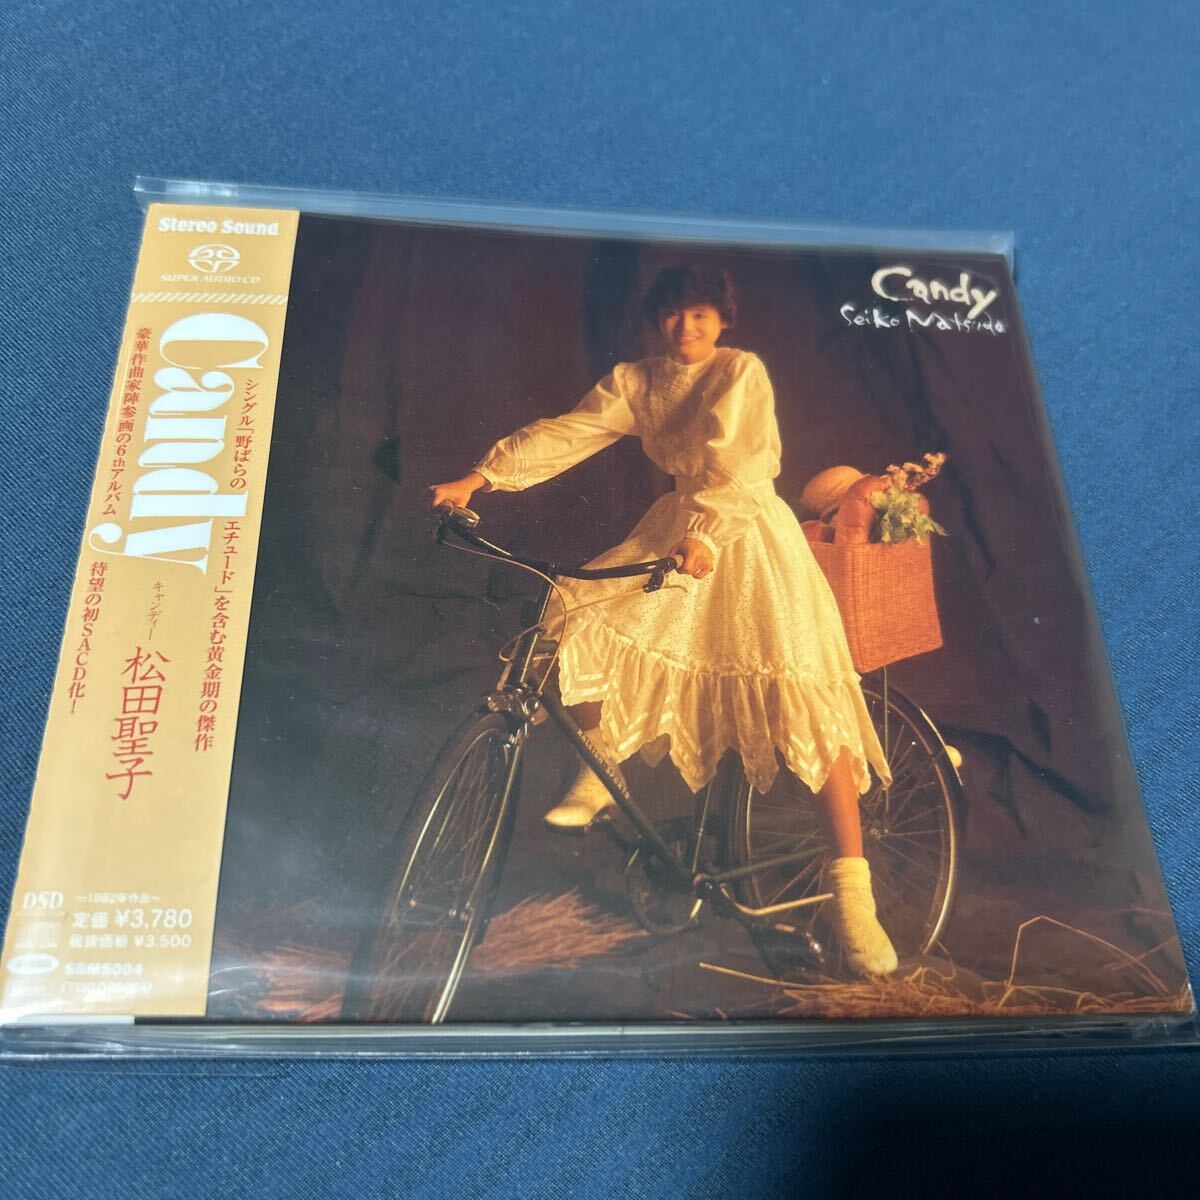 Stereo Sound
SUPER AUDIO CD
Candy
シングル「野ばらのエチュード」を含む黄金期の傑作
豪華作曲家陣参画の6thアルバム 待望の初SACD化!
キャンディー
松田聖子
DSD
~1982年作品~
定価 ¥3,780
税抜価格 ¥3,500
SSMS004
Candy
Seiko Matsuda